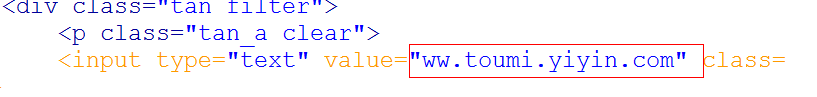 <div class="tan filter">
<p class="tan_a clear">
<input type="text" value="ww.toumi.yiyin.com" class=